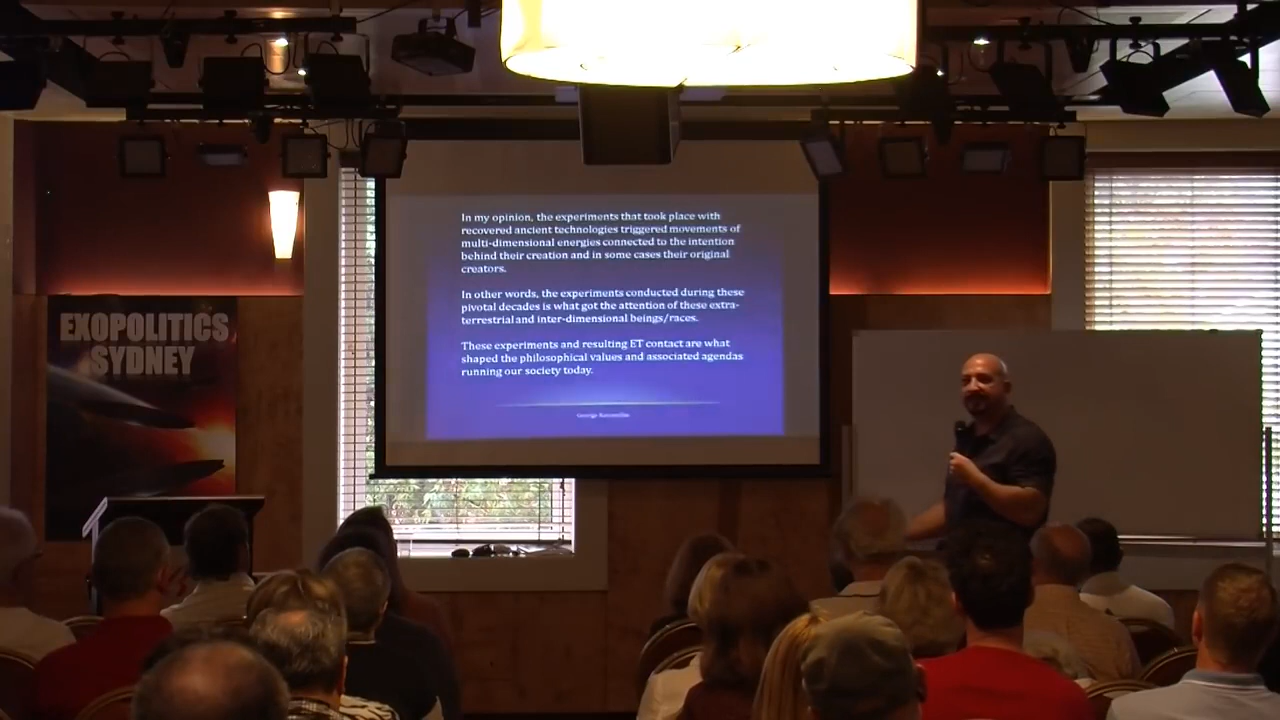 EXOPOLITICS
SYDNEY
In my opinion, the experiments that took place with
recovered ancient technologies triggered movements of
multi-dimensional energies connected to the intention
behind their creation and in some cases their original
creators.
In other words, the experiments conducted during these
pivotal decades is what got the attention of these extra-
terrestrial and inter-dimensional beings/races.
These experiments and resulting ET contact are what
shaped the philosophical values and associated agendas
running our society today.
George